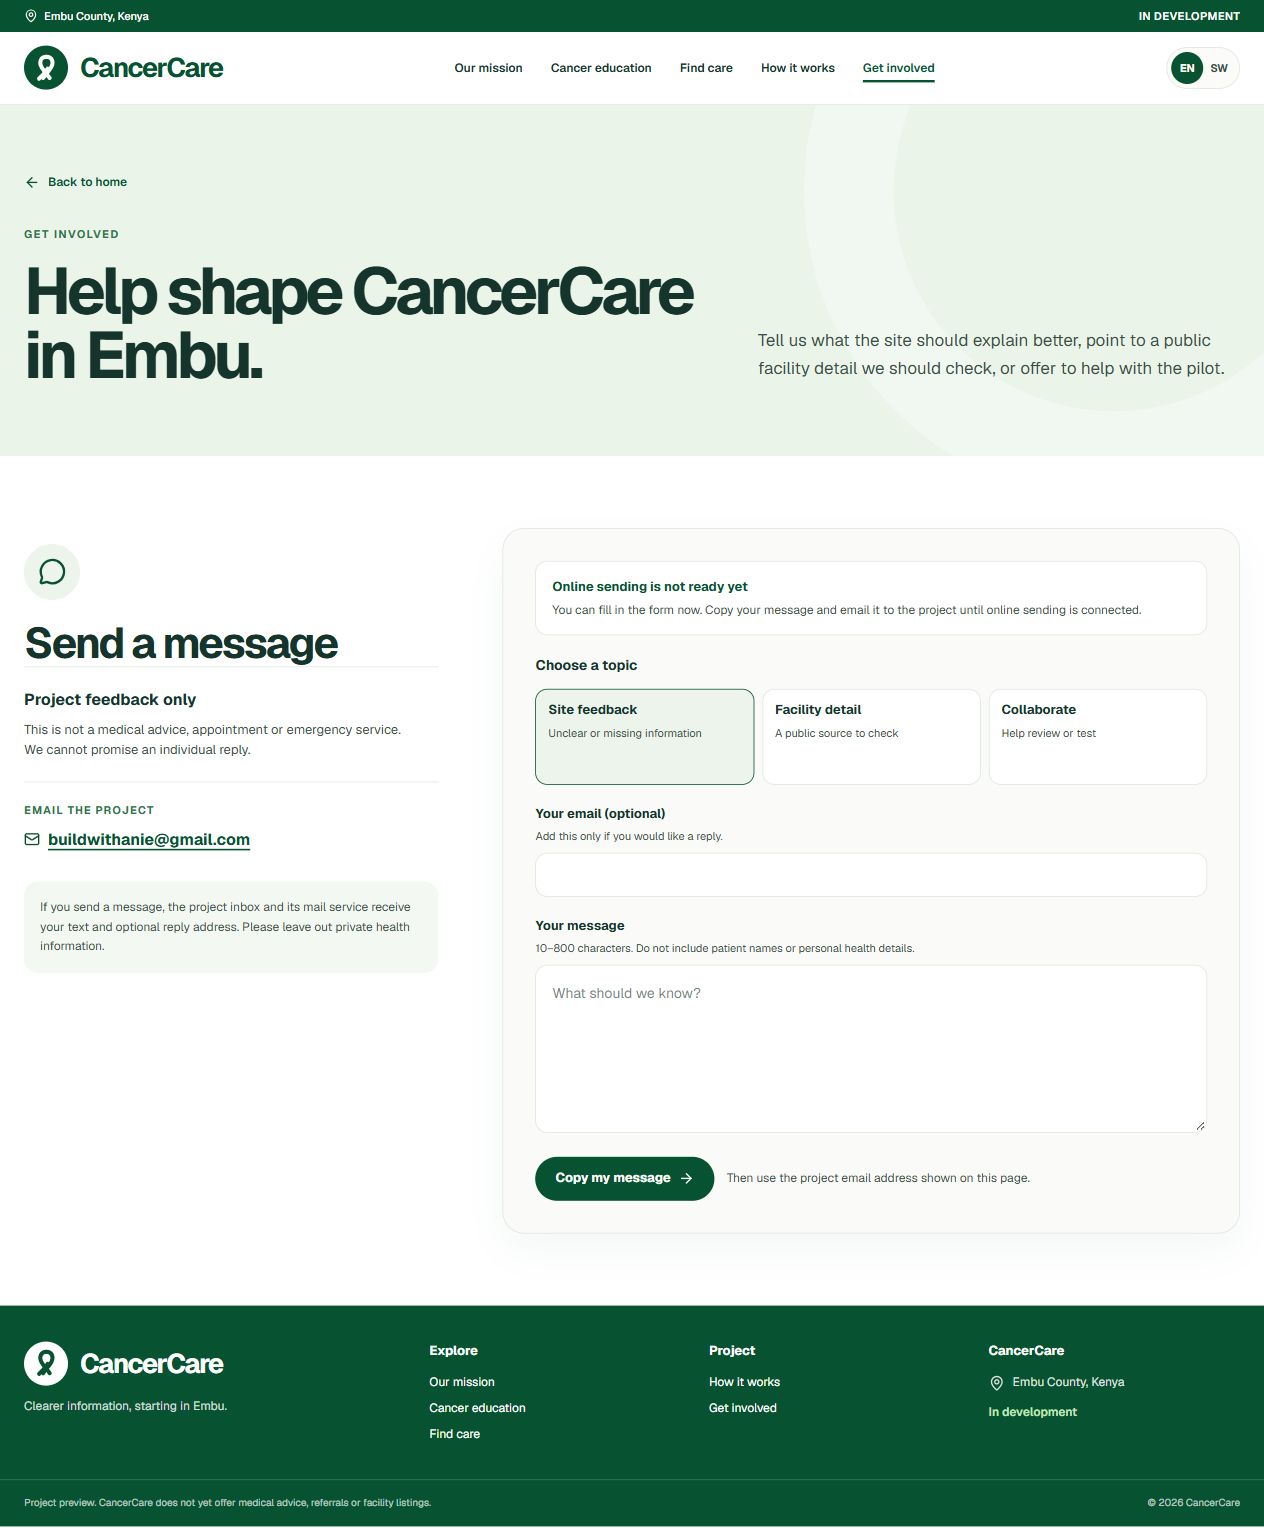 Embu County, Kenya
IN DEVELOPMENT
CancerCare
Our mission
Cancer education
Find care
How it works
Get involved
EN
SW
Back to home
GET INVOLVED
Help shape CancerCare
in Embu.
Tell us what the site should explain better, point to a public
facility detail we should check, or offer to help with the pilot.
Send a message
Project feedback only
This is not a medical advice, appointment or emergency service.
We cannot promise an individual reply.
EMAIL THE PROJECT
buildwithanie@gmail.com
If you send a message, the project inbox and its mail service receive
your text and optional reply address. Please leave out private health
information.
Online sending is not ready yet
You can fill in the form now. Copy your message and email it to the project until online sending is connected.
Choose a topic
Site feedback
Unclear or missing information
Facility detail
A public source to check
Collaborate
Help review or test
Your email (optional)
Add this only if you would like a reply.
Your message
10–800 characters. Do not include patient names or personal health details.
What should we know?
Copy my message
Then use the project email address shown on this page.
CancerCare
Clearer information, starting in Embu.
Explore
Our mission
Cancer education
Find care
Project
How it works
Get involved
CancerCare
Embu County, Kenya
In development
Project preview. CancerCare does not yet offer medical advice, referrals or facility listings.
© 2026 CancerCare